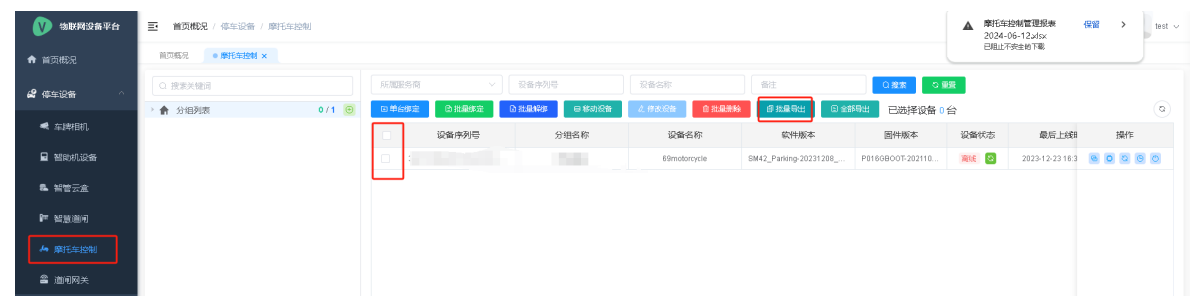 物联网设备平台
首页概况 / 停车设备 / 摩托车控制
摩托车控制管理报表
2024-06-12.xlsx
已阻止不安全的下载
保留
test
首页概况
首页概况
摩托车控制 ×
停车设备
车牌相机
智助机设备
智管云盒
智慧道闸
摩托车控制
道闸网关
搜索关键词
分组列表 0 / 1
所属服务商 设备序列号 设备名称 备注 搜索 重置
单台绑定 批量绑定 批量解绑 移动设备 修改设备 批量删除 批量导出 全部导出 已选择设备 0 台
设备序列号 分组名称 设备名称 软件版本 固件版本 设备状态 最后上线时 操作
69motorcycle SM42_Parking-20231208_... P016GBOOT-202110... 离线 2023-12-23 16:3